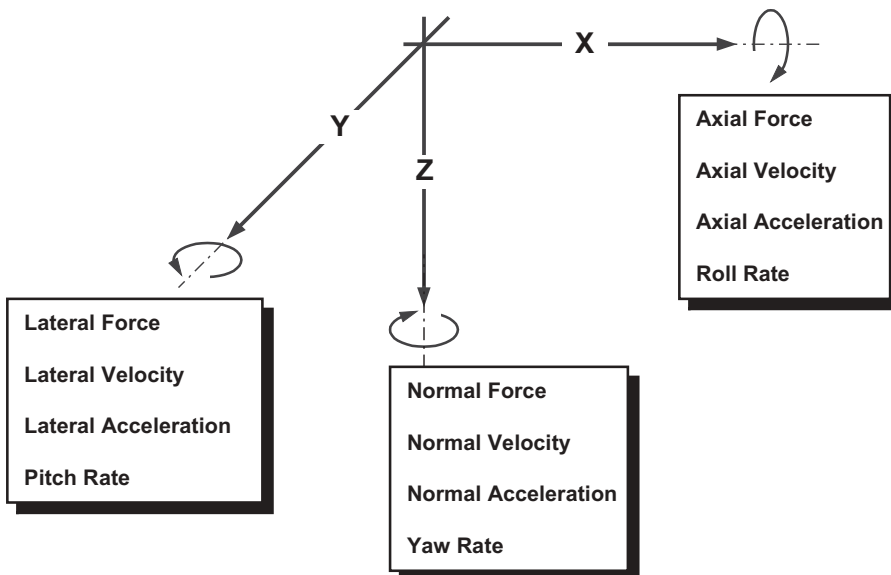 X
Y
Z
Axial Force
Axial Velocity
Axial Acceleration
Roll Rate
Lateral Force
Lateral Velocity
Lateral Acceleration
Pitch Rate
Normal Force
Normal Velocity
Normal Acceleration
Yaw Rate